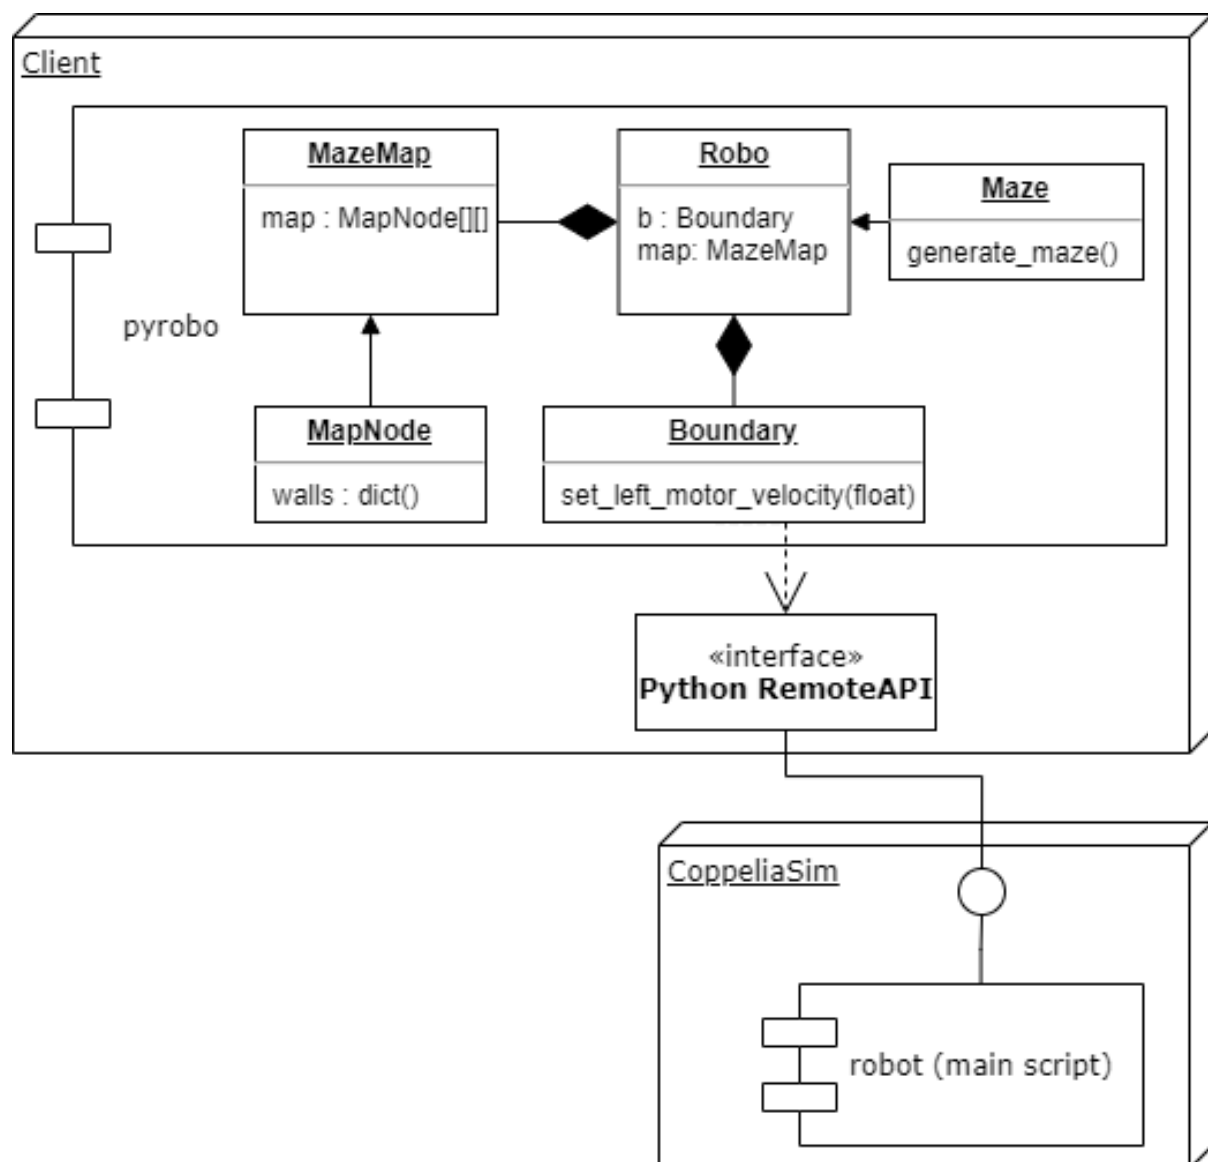 Client
MazeMap
map : MapNode[][]
Robo
b : Boundary
map: MazeMap
Maze
generate_maze()
pyrobo
MapNode
walls : dict()
Boundary
set_left_motor_velocity(float)
«interface»
Python RemoteAPI
CoppeliaSim
robot (main script)